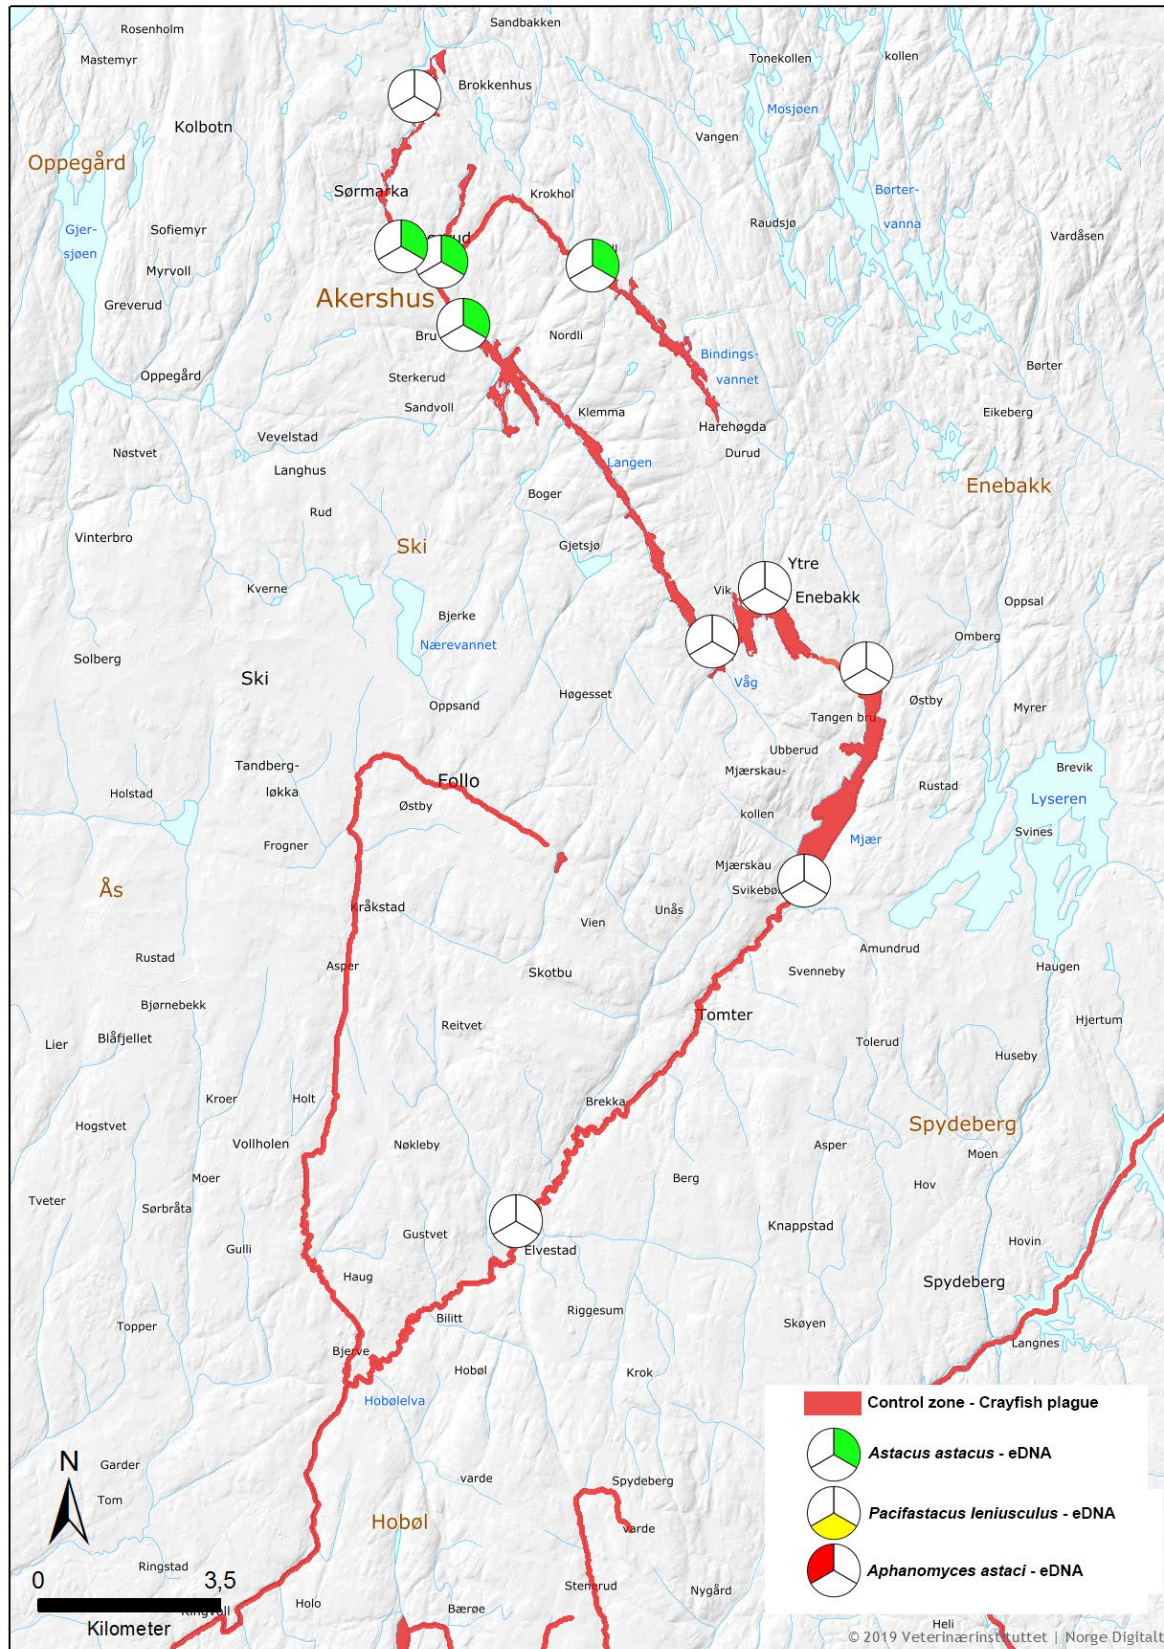 Sandbakken
Rosenholm
Mastemyr
Tonekollen
kollen
Brokkenhus
Mosjøen
Kolbotn
Vangen
Oppegård
Sørmarka
Krokhol
Børter-
vanna
Gjer-
sjøen
Sofiemyr
Raudsjø
Vardåsen
Myrvoll
Greverud
Akershus
Bru
Nordli
Bindings-
vannet
Børter
Oppegård
Sterkerud
Sandvoll
Klemma
Eikeberg
Harehøgda
Vevelstad
Nøstvet
Durud
Langhus
Langen
Enebakk
Boger
Rud
Vinterbro
Ski
Gjetsjø
Ytre
Enebakk
Kverne
Vik
Oppsal
Bjerke
Omberg
Nærevannet
Solberg
Ski
Våg
Høgesset
Østby
Oppsand
Myrer
Tangen bru
Ubberud
Tandberg-
løkka
Mjærskau-
kollen
Brevik
Follo
Holstad
Østby
Rustad
Lyseren
Svines
Frogner
Mjær
Mjærskau
Ås
Svikebøl
Kråkstad
Unås
Vien
Amundrud
Rustad
Asper
Skotbu
Svenneby
Haugen
Bjørnebekk
Tomter
Reitvet
Hjertum
Blåfjellet
Lier
Tolerud
Huseby
Kroer
Holt
Brekka
Hogstvet
Spydeberg
Vollholen
Nøkleby
Asper
Moen
Moer
Berg
Hov
Tveter
Sørbråta
Knappstad
Gustvet
Hovin
Gulli
Elvestad
Haug
Spydeberg
Riggesum
Topper
Bilitt
Skøyen
Langnes
Bjerve
Hobøl
Krok
Hobølelva
Control zone - Crayfish plague
Astacus astacus - eDNA
Pacifastacus leniusculus - eDNA
Aphanomyces astaci - eDNA
N
Garder
varde
Spydeberg
Tom
Hobøl
varde
Ringstad
0
3,5
Stenerud
Nygård
Holo
Bærøe
Ringvoll
Kilometer
Heli
© 2019 Veterinærinstituttet | Norge Digitalt